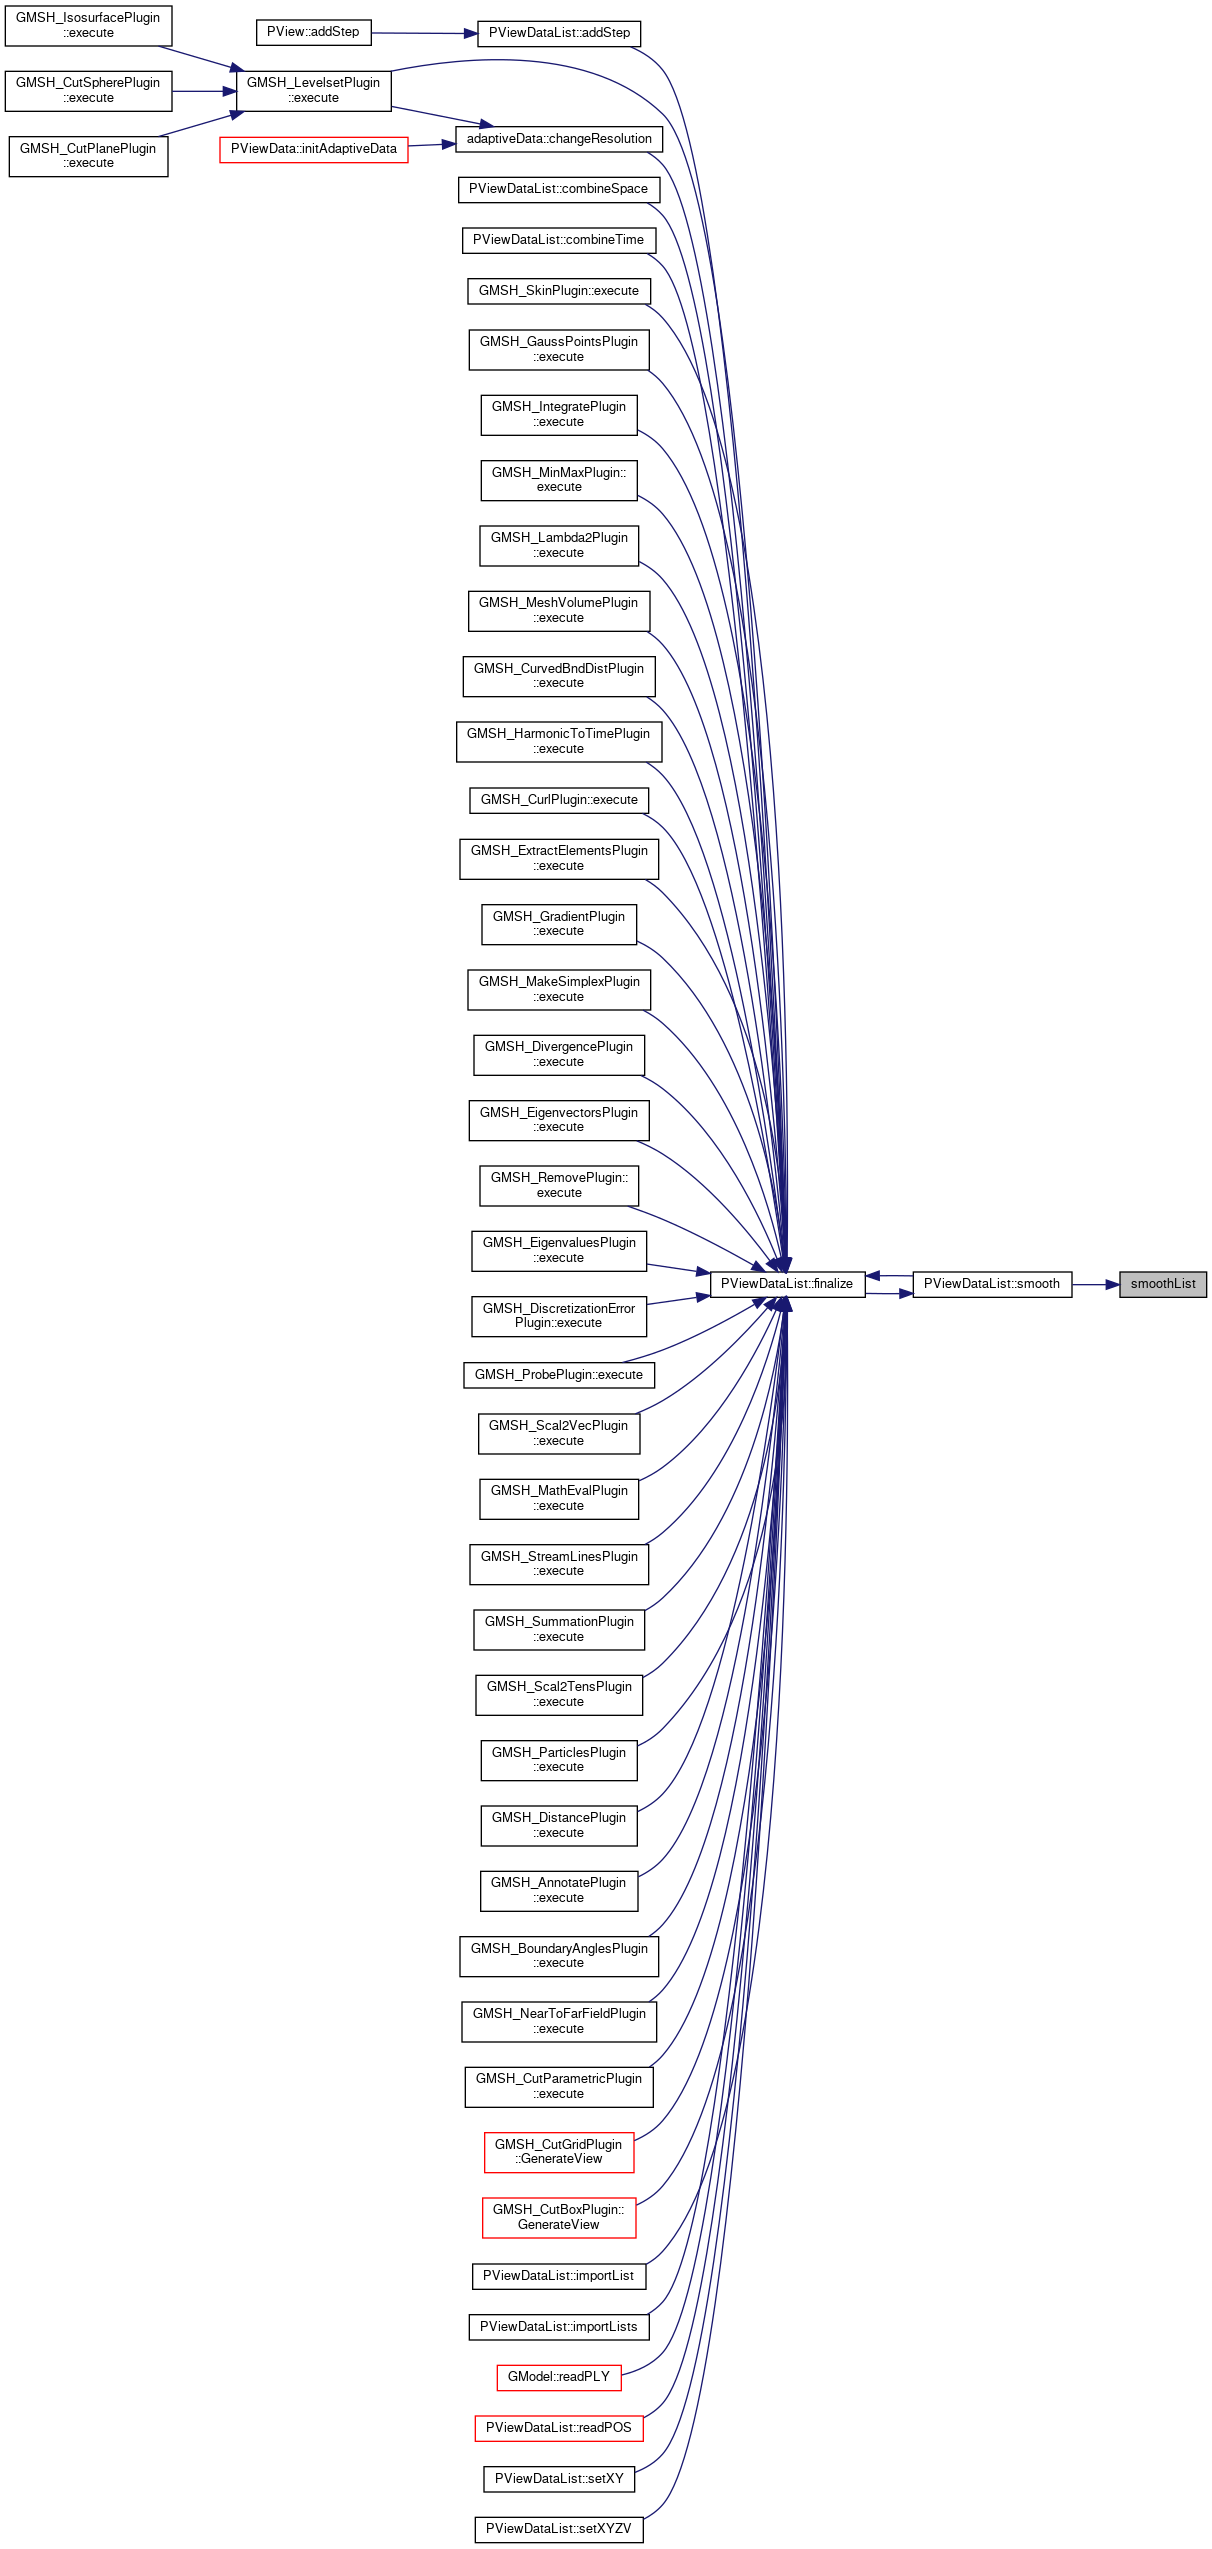 GMSH_IsosurfacePlugin
::execute
GMSH_CutSpherePlugin
::execute
GMSH_CutPlanePlugin
::execute
PView::addStep
GMSH_LevelsetPlugin
::execute
PViewData::initAdaptiveData
PViewDataList::addStep
adaptiveData::changeResolution
PViewDataList::combineSpace
PViewDataList::combineTime
GMSH_SkinPlugin::execute
GMSH_GaussPointsPlugin
::execute
GMSH_IntegratePlugin
::execute
GMSH_MinMaxPlugin::
execute
GMSH_Lambda2Plugin
::execute
GMSH_MeshVolumePlugin
::execute
GMSH_CurvedBndDistPlugin
::execute
GMSH_HarmonicToTimePlugin
::execute
GMSH_CurlPlugin::execute
GMSH_ExtractElementsPlugin
::execute
GMSH_GradientPlugin
::execute
GMSH_MakeSimplexPlugin
::execute
GMSH_DivergencePlugin
::execute
GMSH_EigenvectorsPlugin
::execute
GMSH_RemovePlugin::
execute
GMSH_EigenvaluesPlugin
::execute
GMSH_DiscretizationError
Plugin::execute
GMSH_ProbePlugin::execute
GMSH_Scal2VecPlugin
::execute
GMSH_MathEvalPlugin
::execute
GMSH_StreamLinesPlugin
::execute
GMSH_SummationPlugin
::execute
GMSH_Scal2TensPlugin
::execute
GMSH_ParticlesPlugin
::execute
GMSH_DistancePlugin
::execute
GMSH_AnnotatePlugin
::execute
GMSH_BoundaryAnglesPlugin
::execute
GMSH_NearToFarFieldPlugin
::execute
GMSH_CutParametricPlugin
::execute
GMSH_CutGridPlugin
::GenerateView
GMSH_CutBoxPlugin::
GenerateView
PViewDataList::importList
PViewDataList::importLists
GModel::readPLY
PViewDataList::readPOS
PViewDataList::setXY
PViewDataList::setXYZV
PViewDataList::finalize
PViewDataList::smooth
smoothList